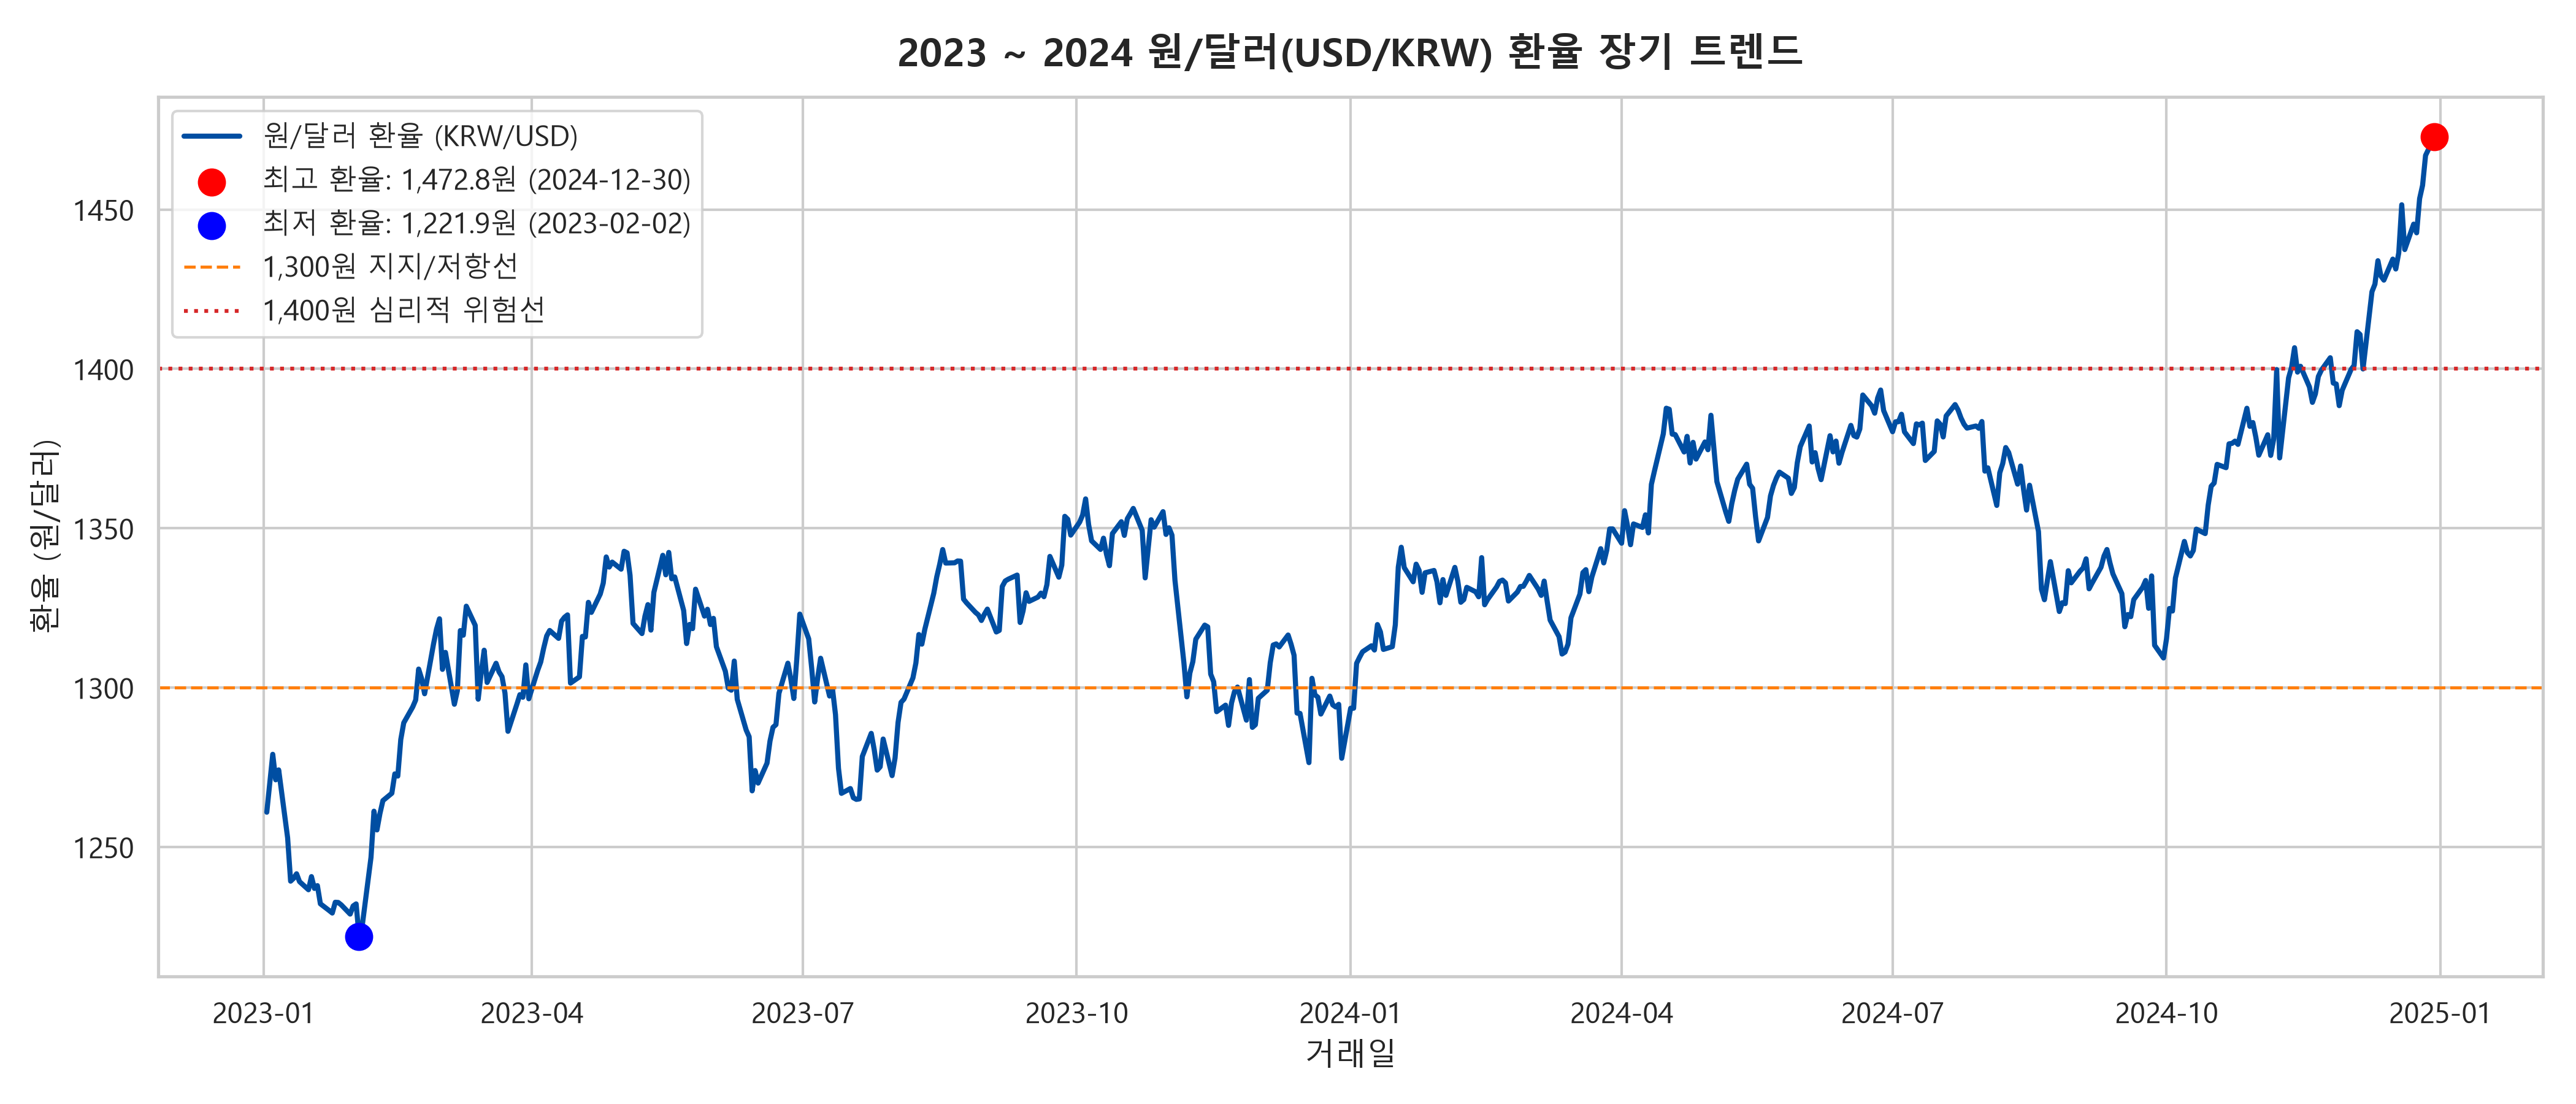 2023 ~ 2024 원/달러(USD/KRW) 환율 장기 트렌드
원/달러 환율 (KRW/USD)
최고 환율: 1,472.8원 (2024-12-30)
최저 환율: 1,221.9원 (2023-02-02)
1,300원 지지/저항선
1,400원 심리적 위험선
환율 (원/달러)
1450
1400
1350
1300
1250
2023-01 2023-04 2023-07 2023-10 2024-01 2024-04 2024-07 2024-10 2025-01
거래일